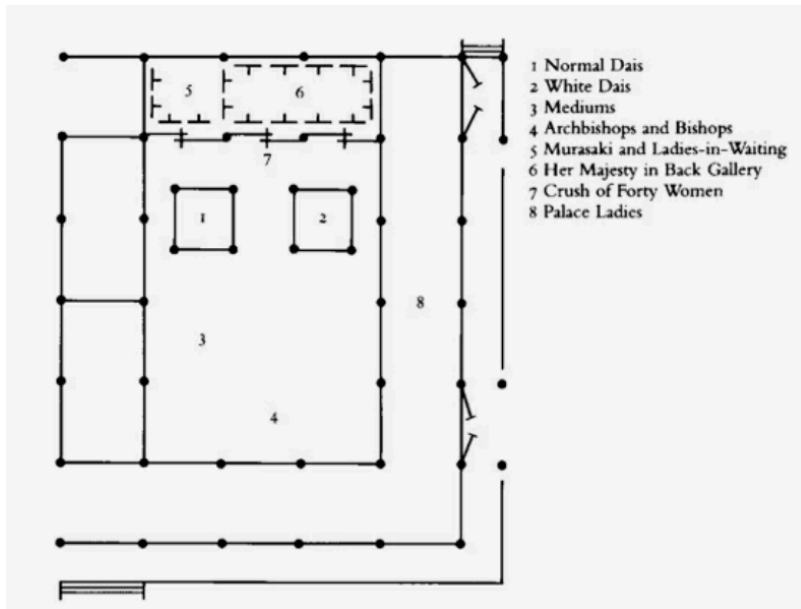 1 Normal Dais
2 White Dais
3 Mediums
4 Archbishops and Bishops
5 Murasaki and Ladies-in-Waiting
6 Her Majesty in Back Gallery
7 Crush of Forty Women
8 Palace Ladies
5
6
7
1
2
8
3
4